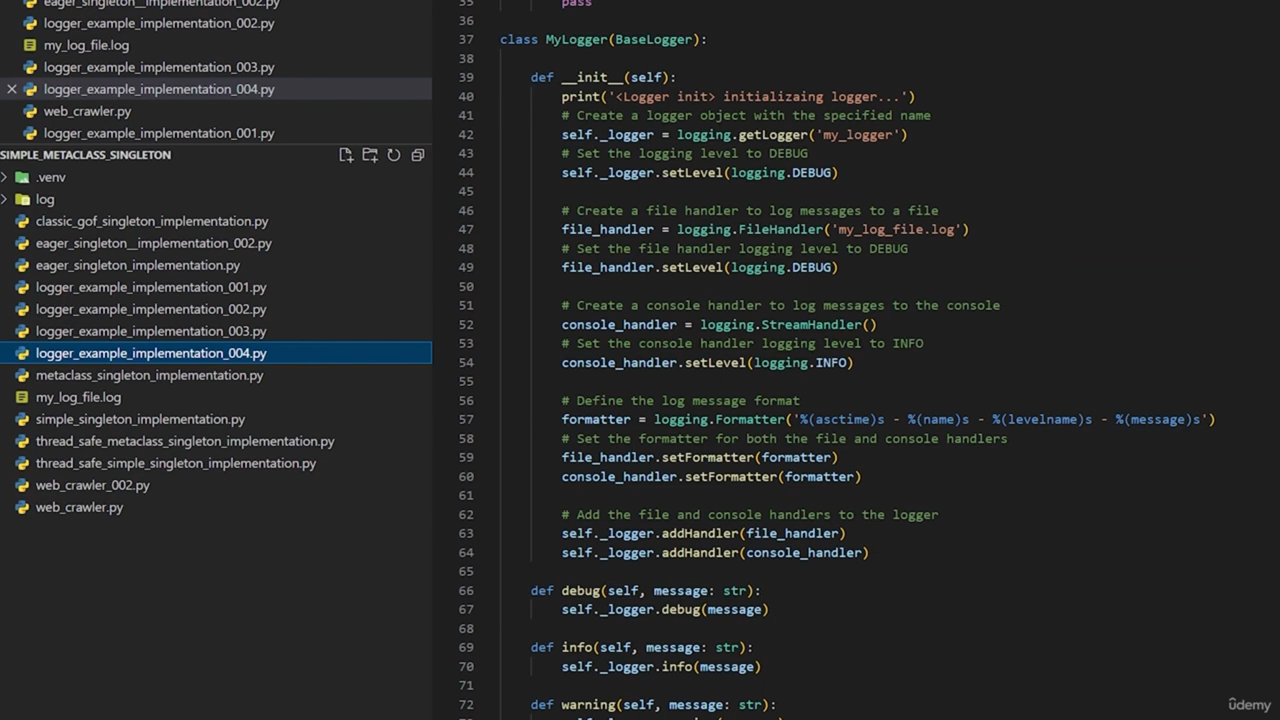 eager_singleton__implementation_002.py
logger_example_implementation_002.py
my_log_file.log
logger_example_implementation_003.py
logger_example_implementation_004.py
web_crawler.py
logger_example_implementation_001.py
SIMPLE_METACLASS_SINGLETON
.venv
log
classic_gof_singleton_implementation.py
eager_singleton__implementation_002.py
eager_singleton_implementation.py
logger_example_implementation_001.py
logger_example_implementation_002.py
logger_example_implementation_003.py
logger_example_implementation_004.py
metaclass_singleton_implementation.py
my_log_file.log
simple_singleton_implementation.py
thread_safe_metaclass_singleton_implementation.py
thread_safe_simple_singleton_implementation.py
web_crawler_002.py
web_crawler.py
35 pass
36
37 class MyLogger(BaseLogger):
38
39 def __init__(self):
40 print('<Logger init> initializaing logger...')
41 # Create a logger object with the specified name
42 self._logger = logging.getLogger('my_logger')
43 # Set the logging level to DEBUG
44 self._logger.setLevel(logging.DEBUG)
45
46 # Create a file handler to log messages to a file
47 file_handler = logging.FileHandler('my_log_file.log')
48 # Set the file handler logging level to DEBUG
49 file_handler.setLevel(logging.DEBUG)
50
51 # Create a console handler to log messages to the console
52 console_handler = logging.StreamHandler()
53 # Set the console handler logging level to INFO
54 console_handler.setLevel(logging.INFO)
55
56 # Define the log message format
57 formatter = logging.Formatter('%(asctime)s - %(name)s - %(levelname)s - %(message)s')
58 # Set the formatter for both the file and console handlers
59 file_handler.setFormatter(formatter)
60 console_handler.setFormatter(formatter)
61
62 # Add the file and console handlers to the logger
63 self._logger.addHandler(file_handler)
64 self._logger.addHandler(console_handler)
65
66 def debug(self, message: str):
67 self._logger.debug(message)
68
69 def info(self, message: str):
70 self._logger.info(message)
71
72 def warning(self, message: str):
udemy